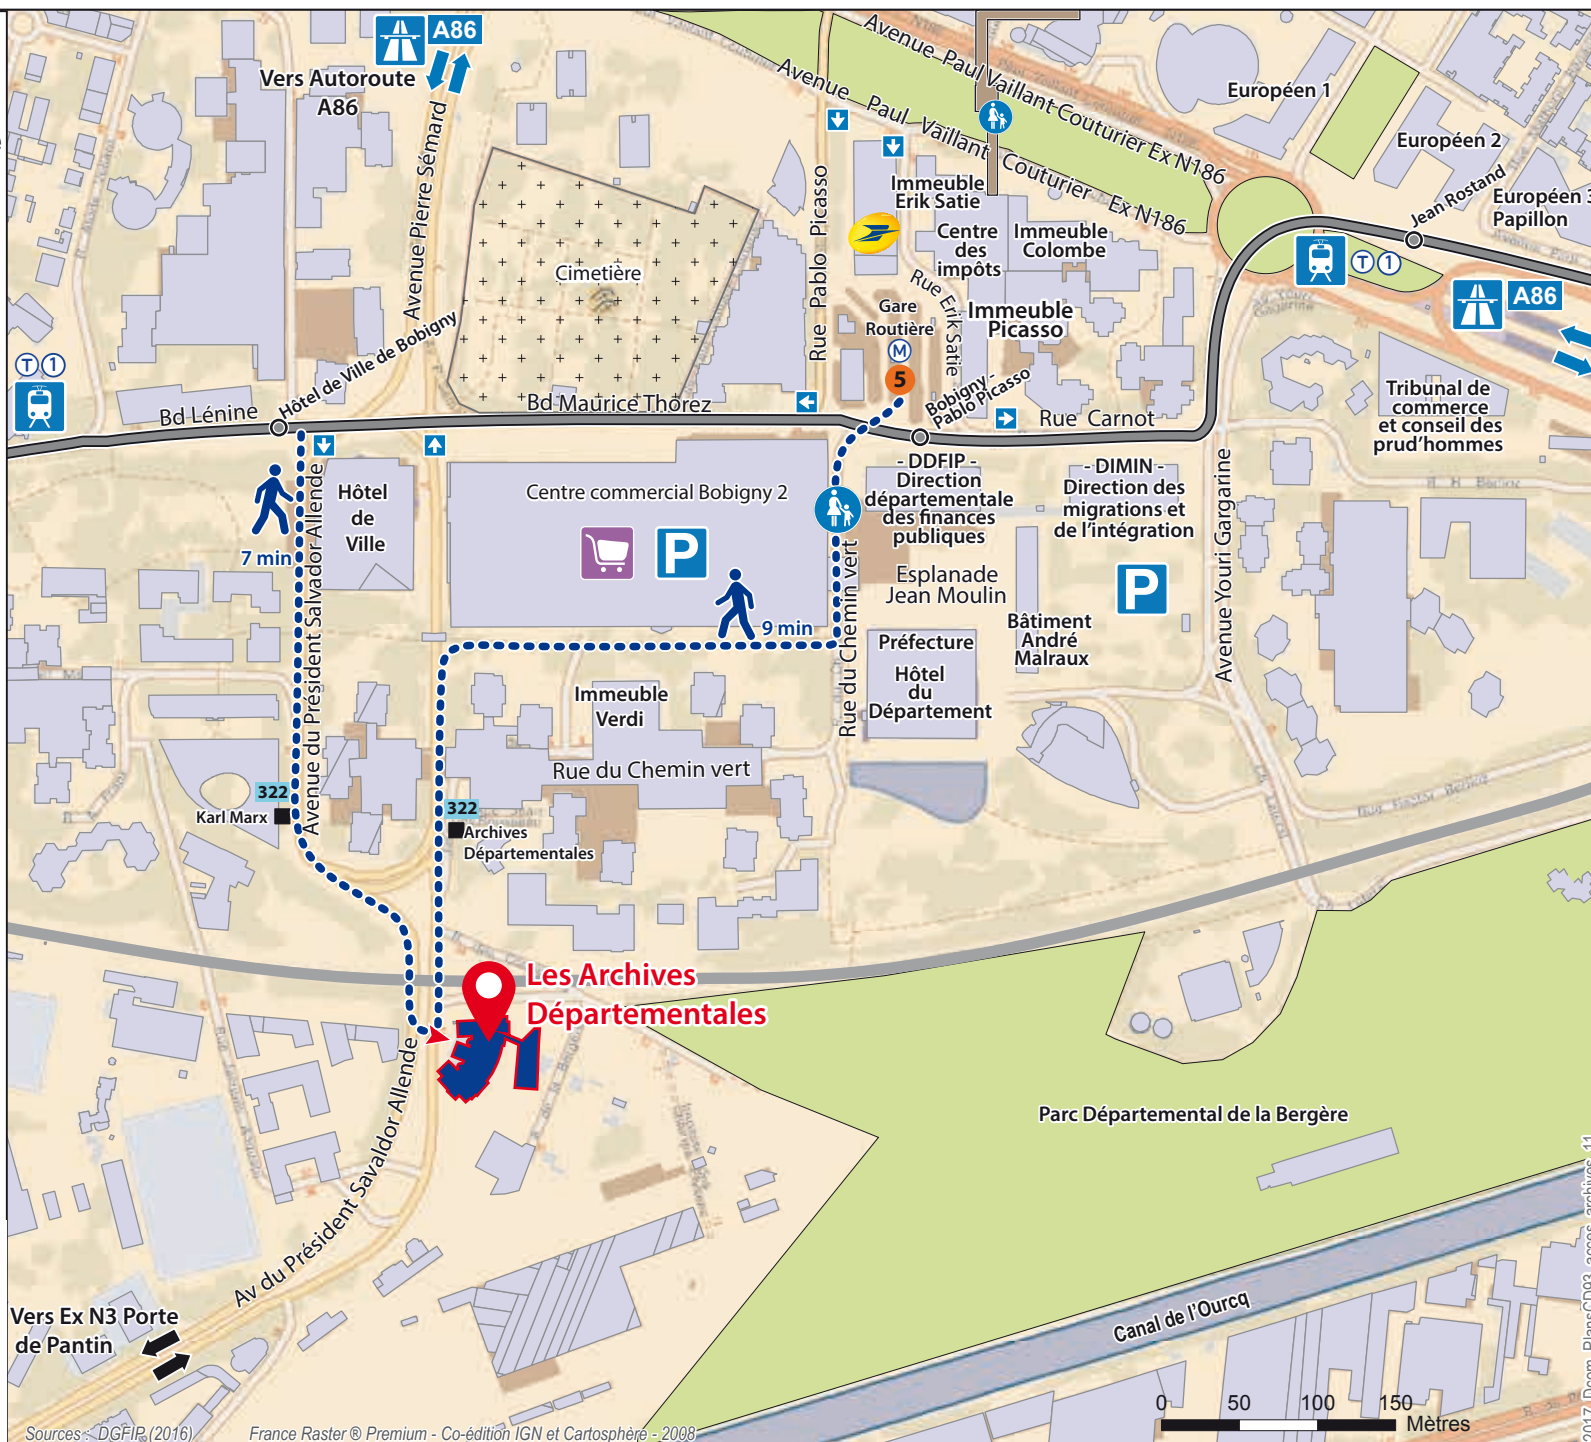 A86
Vers Autoroute
A86
Avenue Pierre Sémard
Avenue Paul Vaillant Couturier Ex N186
Avenue Paul Vaillant Couturier Ex N186
Européen 1
Européen 2
Européen 3
Papillon
Jean Rostand
T 1
A86
Immeuble
Erik Satie
Centre
des
impôts
Immeuble
Colombe
Cimetière
Rue Pablo Picasso
Gare
Routière
M
5
Rue Erik Satie
Immeuble
Picasso
Bobigny -
Pablo Picasso
T 1
Hôtel de Ville de Bobigny
Bd Lénine
Bd Maurice Thorez
Rue Carnot
Tribunal de
commerce
et conseil des
prud'hommes
Hôtel
de
Ville
7 min
Avenue du Président Salvador Allende
Centre commercial Bobigny 2
P
9 min
Rue du Chemin vert
- DDFIP -
Direction
départementale
des finances
publiques
- DIMIN -
Direction des
migrations et
de l'intégration
Esplanade
Jean Moulin
P
Bâtiment
André
Malraux
Avenue Youri Gargarine
Préfecture
Hôtel
du
Département
Immeuble
Verdi
Rue du Chemin vert
322
Karl Marx
322
Archives
Départementales
Les Archives
Départementales
Av du Président Savaldor Allende
Parc Départemental de la Bergère
Canal de l'Ourcq
Vers Ex N3 Porte
de Pantin
0 50 100 150
Mètres
Sources : DGFIP (2016)
France Raster ® Premium - Co-édition IGN et Cartosphère - 2008